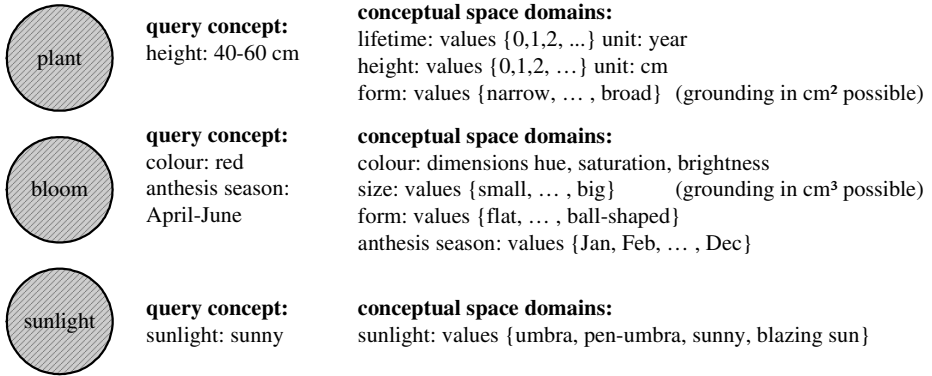 plant
query concept:
height: 40-60 cm
conceptual space domains:
lifetime: values {0,1,2, ...} unit: year
height: values {0,1,2, …} unit: cm
form: values {narrow, … , broad} (grounding in cm² possible)
bloom
query concept:
colour: red
anthesis season:
April-June
conceptual space domains:
colour: dimensions hue, saturation, brightness
size: values {small, … , big} (grounding in cm³ possible)
form: values {flat, … , ball-shaped}
anthesis season: values {Jan, Feb, … , Dec}
sunlight
query concept:
sunlight: sunny
conceptual space domains:
sunlight: values {umbra, pen-umbra, sunny, blazing sun}